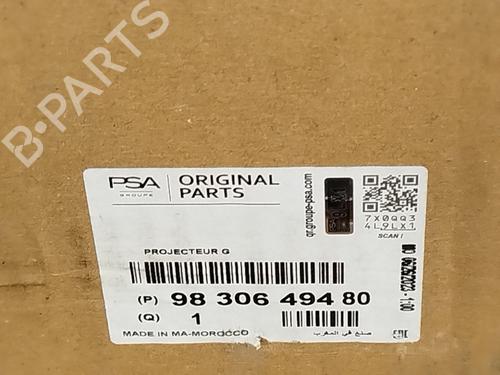 B-PARTS
PSA
GROUPE
ORIGINAL
PARTS
qr.groupe-psa.com
7X0QQ3
4L9LX1
SCAN !
PROJECTEUR G
(P) 98 306 494 80
(Q) 1
MADE IN MA-MOROCCO
صنع في المغرب
EAC